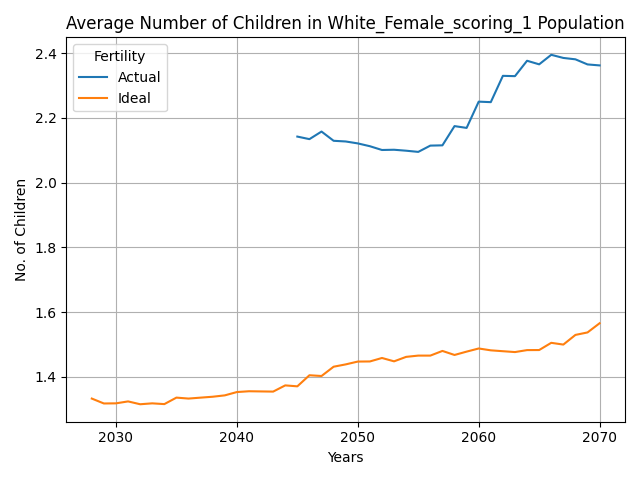 Average Number of Children in White_Female_scoring_1 Population
Fertility
Actual
Ideal
No. of Children
2.4
2.2
2.0
1.8
1.6
1.4
2030 2040 2050 2060 2070
Years